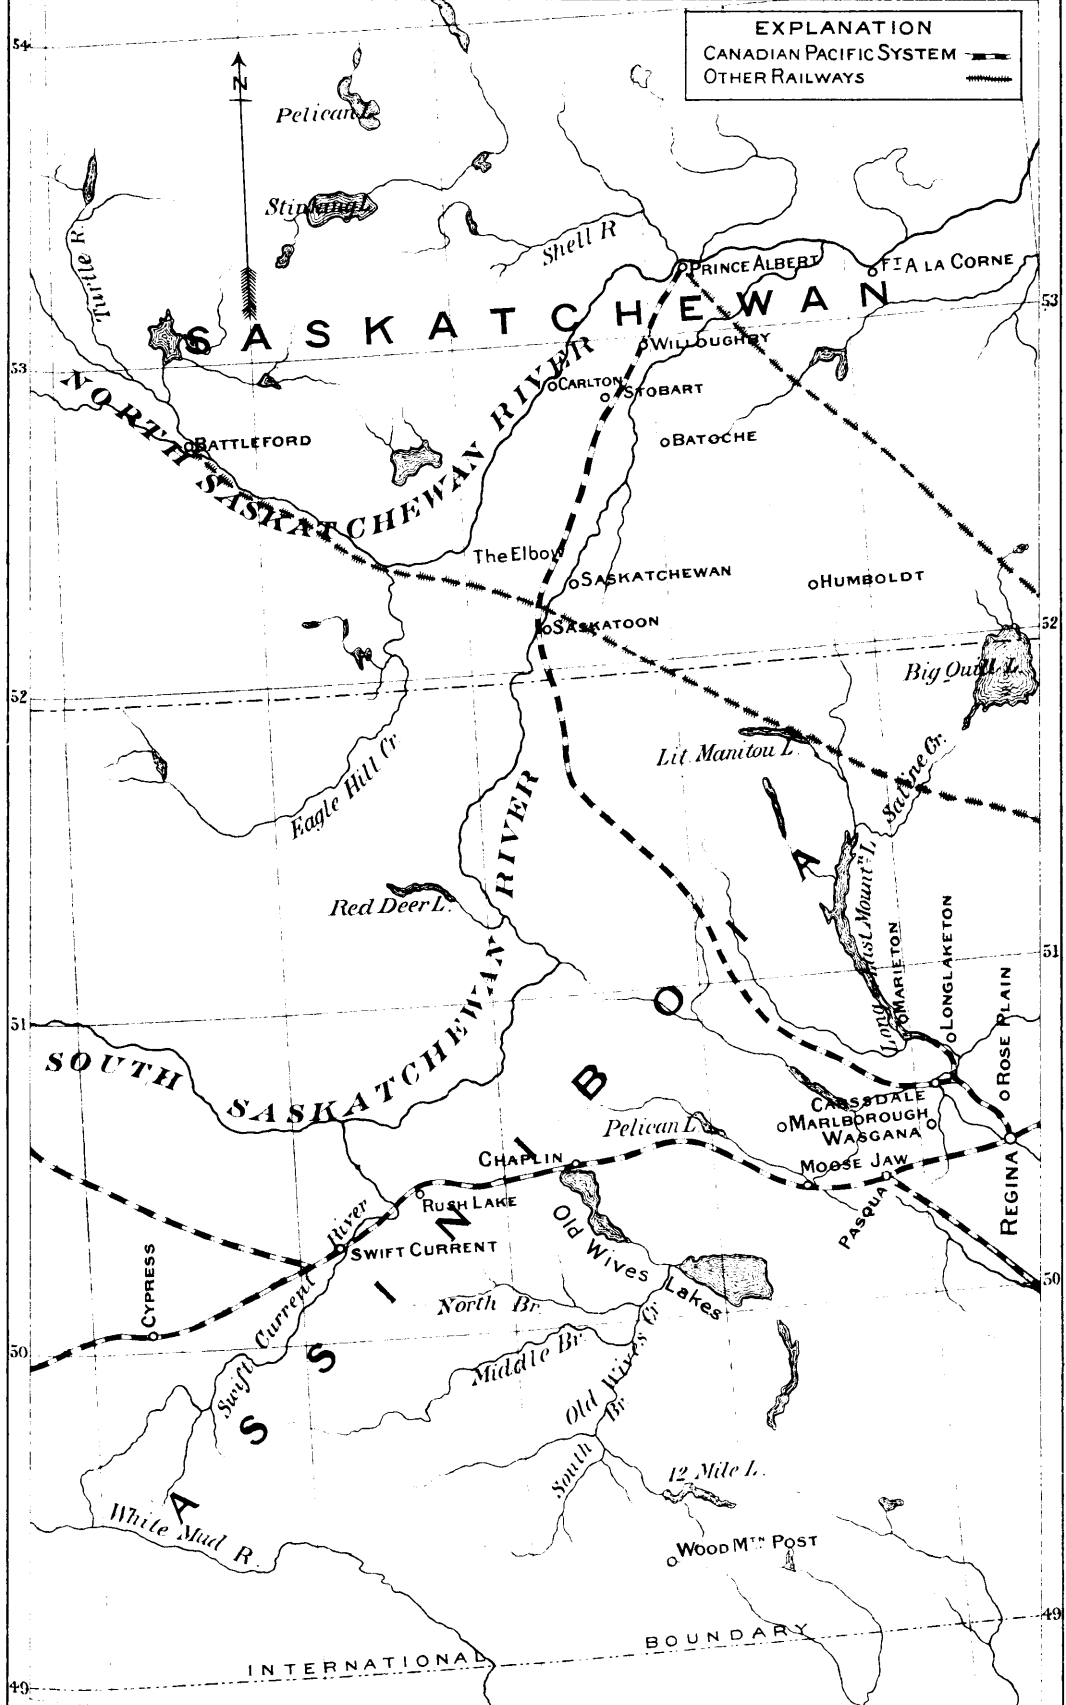 EXPLANATION
CANADIAN PACIFIC SYSTEM
OTHER RAILWAYS
54
N
Pelican L.
Stinking L.
Turtle R.
Shell R
PRINCE ALBERT
FT A LA CORNE
SASKATCHEWAN
53
53
WILLOUGHBY
CARLTON
STOBART
BATOCHE
BATTLEFORD
NORTH SASKATCHEWAN RIVER
The Elbow
SASKATCHEWAN
HUMBOLDT
SASKATOON
52
52
Big Quill L.
Lit. Manitou L.
Saline Cr.
Eagle Hill Cr
Red Deer L.
Long or Last Mountn L.
MARIETON
LONGLAKETON
ROSE PLAIN
51
51
SOUTH SASKATCHEWAN RIVER
ASSINIBOIA
CARSSDALE
MARLBOROUGH
WASGANA
Pelican L
CHAPLIN
MOOSE JAW
PASQUA
REGINA
RUSH LAKE
SWIFT CURRENT
Swift Current River
CYPRESS
OLD WIVES LAKES
50
50
North Br.
Middle Br.
Old Wives Cr
South Br.
12 Mile L.
White Mud R.
WOOD MTN POST
49
49
INTERNATIONAL BOUNDARY